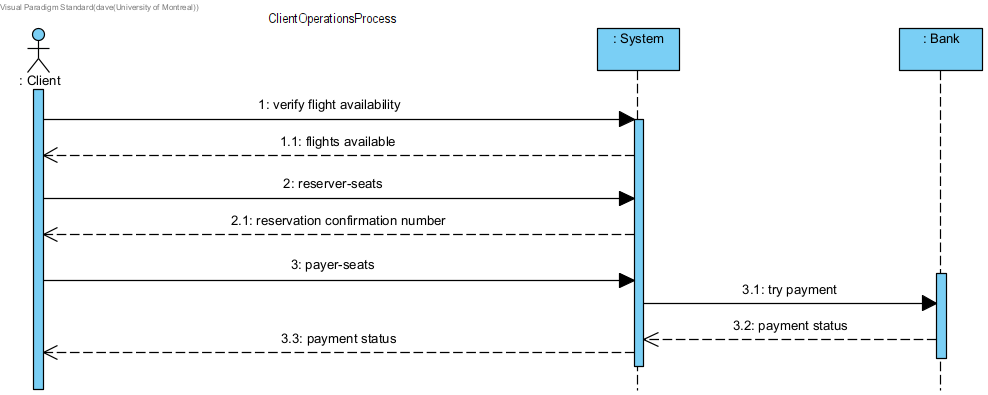 Visual Paradigm Standard(dave(University of Montreal))
ClientOperationsProcess
: Client
: System
: Bank
1: verify flight availability
1.1: flights available
2: reserver-seats
2.1: reservation confirmation number
3: payer-seats
3.1: try payment
3.2: payment status
3.3: payment status